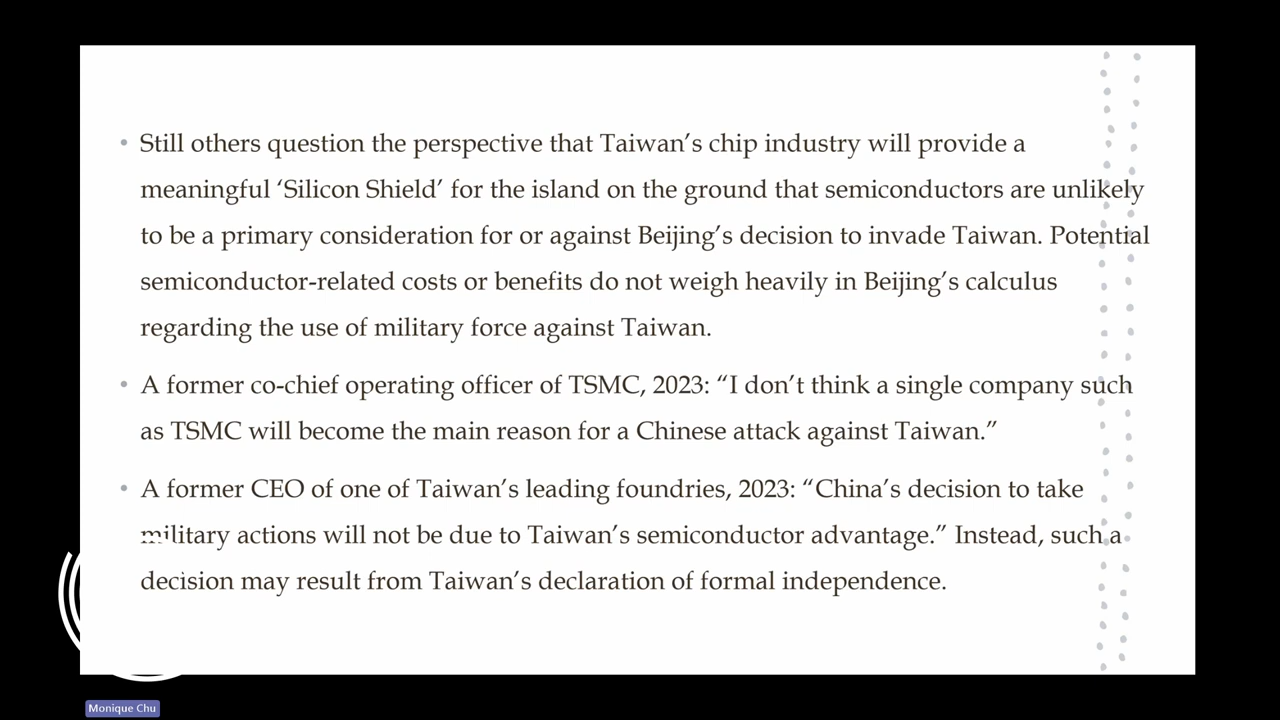 • Still others question the perspective that Taiwan’s chip industry will provide a
meaningful ‘Silicon Shield’ for the island on the ground that semiconductors are unlikely
to be a primary consideration for or against Beijing’s decision to invade Taiwan. Potential
semiconductor-related costs or benefits do not weigh heavily in Beijing’s calculus
regarding the use of military force against Taiwan.
• A former co-chief operating officer of TSMC, 2023: “I don’t think a single company such
as TSMC will become the main reason for a Chinese attack against Taiwan.”
• A former CEO of one of Taiwan’s leading foundries, 2023: “China’s decision to take
military actions will not be due to Taiwan’s semiconductor advantage.” Instead, such a
decision may result from Taiwan’s declaration of formal independence.
Monique Chu